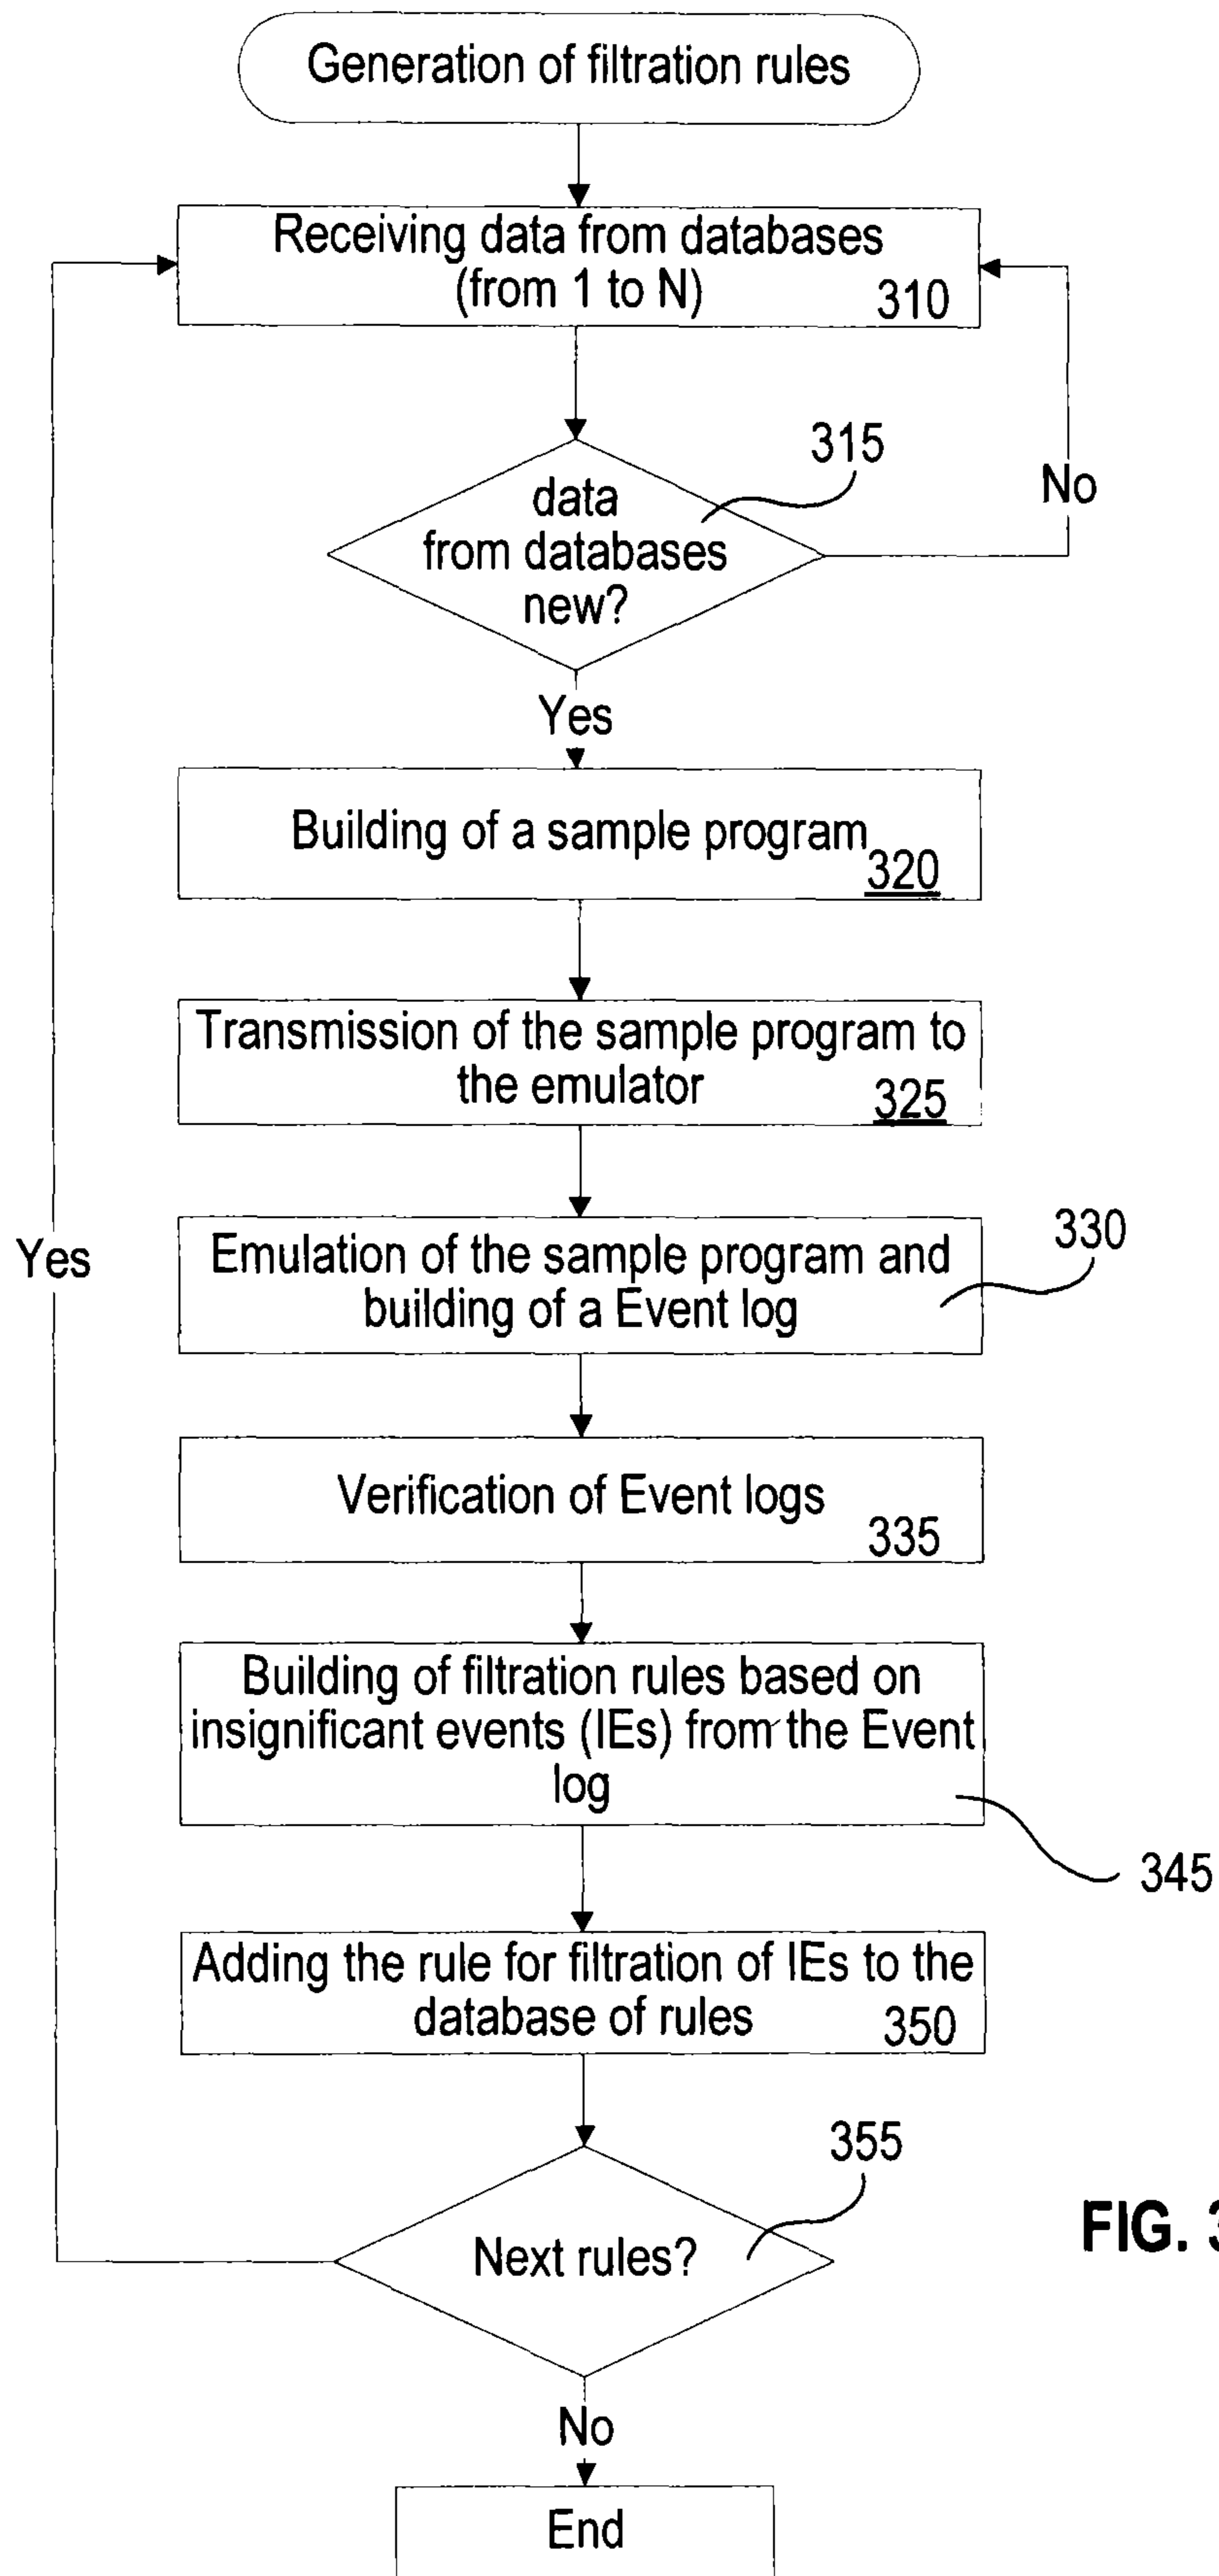 Generation of filtration rules
Receiving data from databases
(from 1 to N)
310
315
data
from databases
new?
No
Yes
Building of a sample program
320
Transmission of the sample program to
the emulator
325
Emulation of the sample program and
building of a Event log
330
Yes
Verification of Event logs
335
Building of filtration rules based on
insignificant events (IEs) from the Event
log
345
Adding the rule for filtration of IEs to the
database of rules
350
355
Next rules?
FIG. 3
No
End